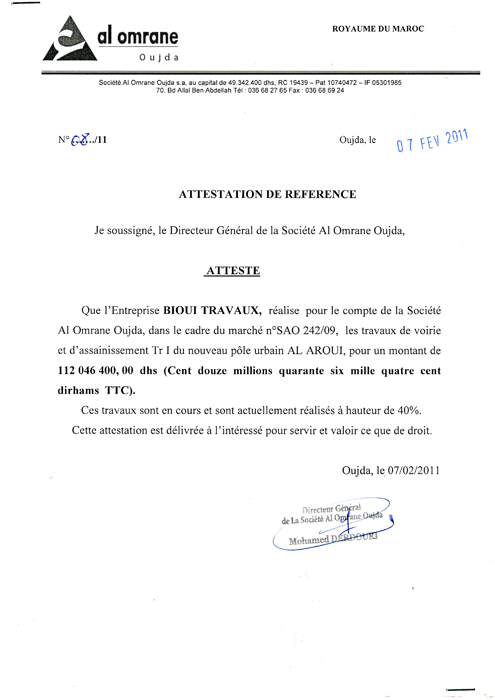 al omrane
Oujda
ROYAUME DU MAROC
Société Al Omrane Oujda s.a, au capital de 49.342.400 dhs, RC 19439 – Pat 10740472 – IF 05301985
70, Bd Allal Ben Abdellah Tél : 036 68 27 65 Fax : 036 68 69 24
N° 68../11
Oujda, le 07 FEV 2011
ATTESTATION DE REFERENCE
Je soussigné, le Directeur Général de la Société Al Omrane Oujda,
ATTESTE
Que l'Entreprise BIOUI TRAVAUX, réalise pour le compte de la Société
Al Omrane Oujda, dans le cadre du marché n°SAO 242/09, les travaux de voirie
et d'assainissement Tr I du nouveau pôle urbain AL AROUI, pour un montant de
112 046 400, 00 dhs (Cent douze millions quarante six mille quatre cent
dirhams TTC).
Ces travaux sont en cours et sont actuellement réalisés à hauteur de 40%.
Cette attestation est délivrée à l'intéressé pour servir et valoir ce que de droit.
Oujda, le 07/02/2011
Directeur Général
de La Société Al Omrane Oujda
Mohamed DERDOURI